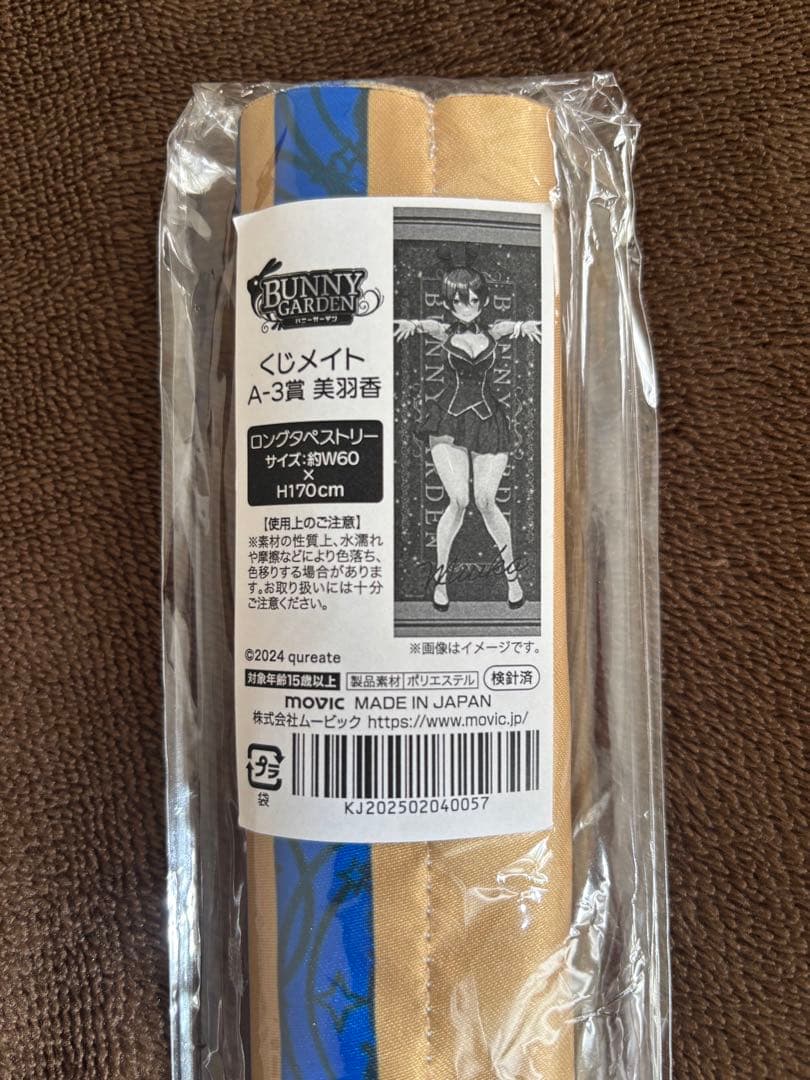 BUNNY
GARDEN
バニーガーデン
くじメイト
A-3賞 美羽香
ロングタペストリー
サイズ:約W60
×
H170cm
【使用上のご注意】
※素材の性質上、水濡れ
や摩擦などにより色落ち、
色移りする場合がありま
す。お取り扱いには十分
ご注意ください。
©2024 qureate
BUNNY
BUNNY
※画像はイメージです。
対象年齢15歳以上 製品素材 ポリエステル 検針済
movic MADE IN JAPAN
株式会社ムービック https://www.movic.jp/
プラ
袋
KJ202502040057